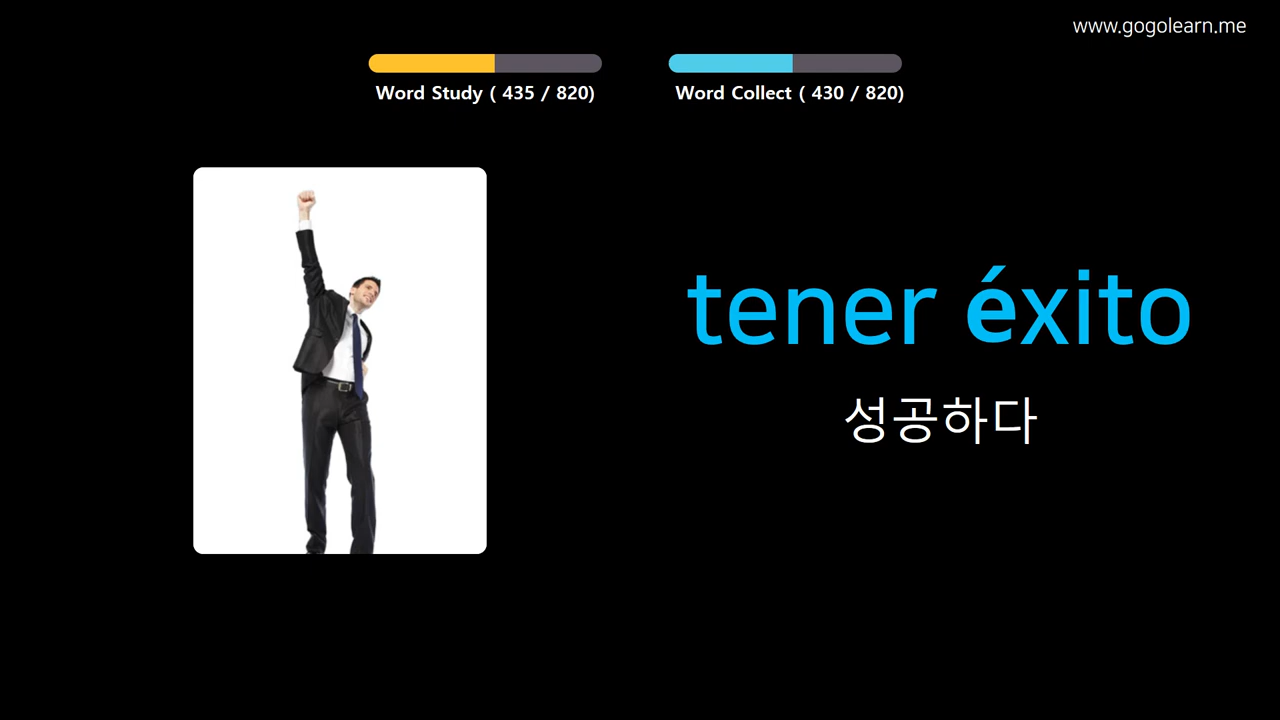 www.gogolearn.me
Word Study ( 435 / 820)
Word Collect ( 430 / 820)
tener éxito
성공하다